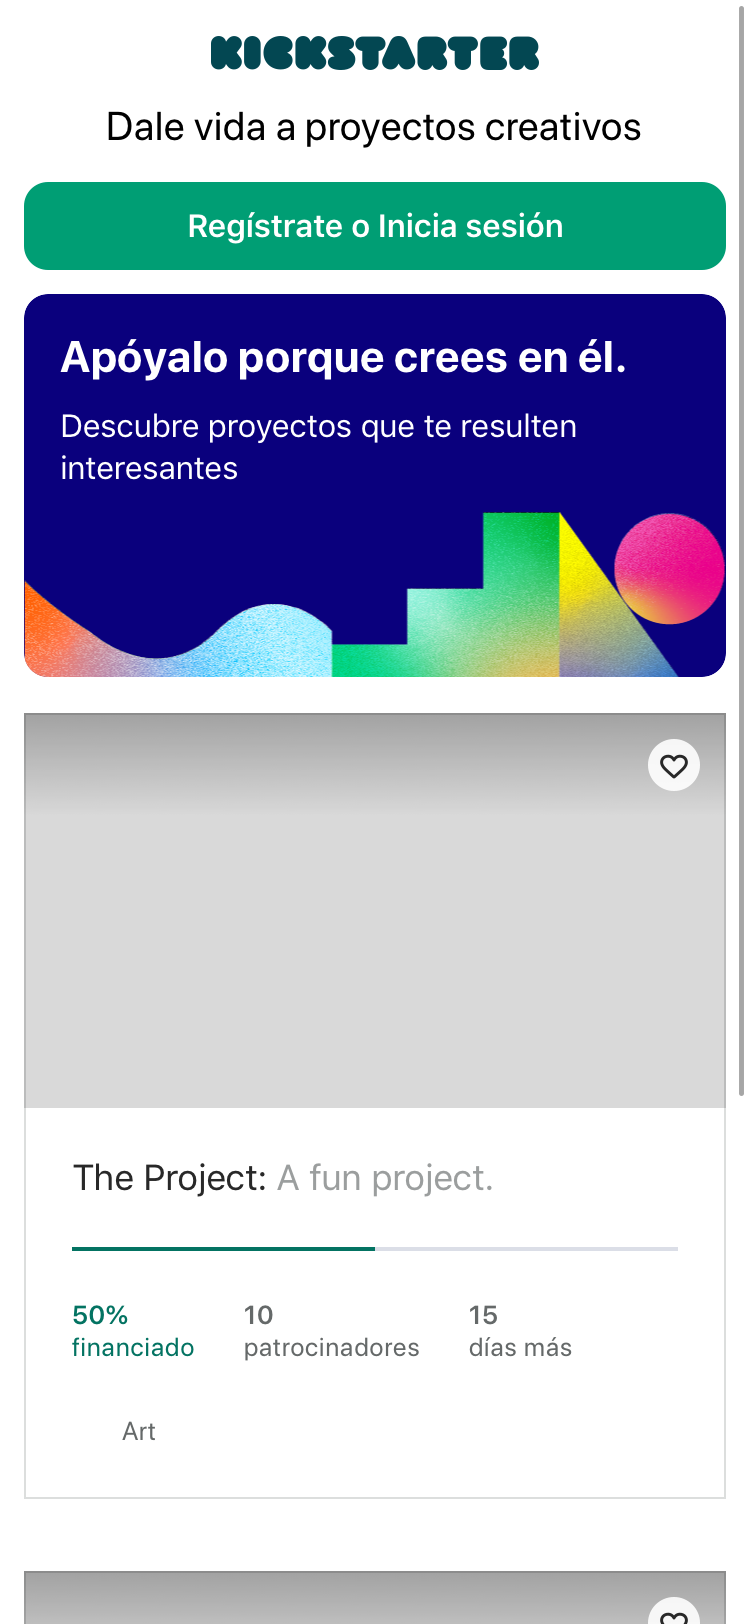 KICKSTARTER
Dale vida a proyectos creativos
Regístrate o Inicia sesión
Apóyalo porque crees en él.
Descubre proyectos que te resulten
interesantes
The Project: A fun project.
50%
financiado
10
patrocinadores
15
días más
Art